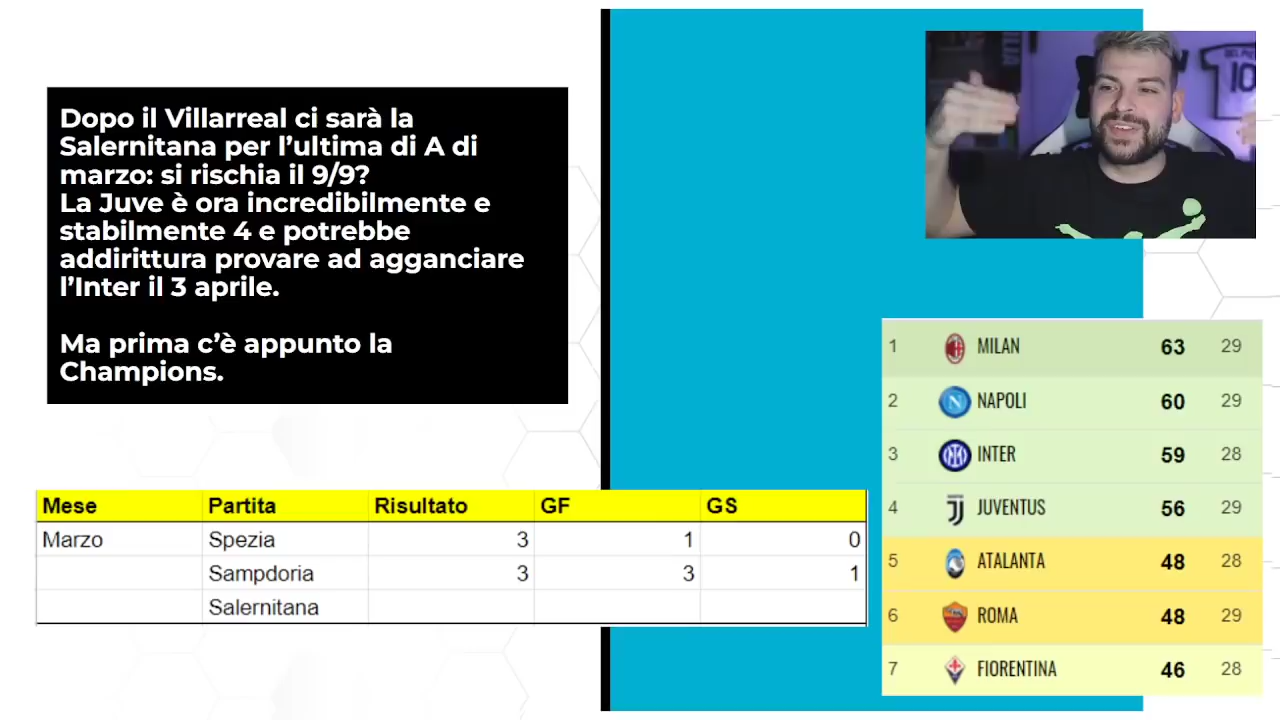 Dopo il Villarreal ci sarà la
Salernitana per l’ultima di A di
marzo: si rischia il 9/9?
La Juve è ora incredibilmente e
stabilmente 4 e potrebbe
addirittura provare ad agganciare
l’Inter il 3 aprile.
Ma prima c’è appunto la
Champions.
10
1 MILAN 63 29
2 NAPOLI 60 29
3 INTER 59 28
4 JUVENTUS 56 29
5 ATALANTA 48 28
6 ROMA 48 29
7 FIORENTINA 46 28
Mese Partita Risultato GF GS
Marzo Spezia 3 1 0
Sampdoria 3 3 1
Salernitana